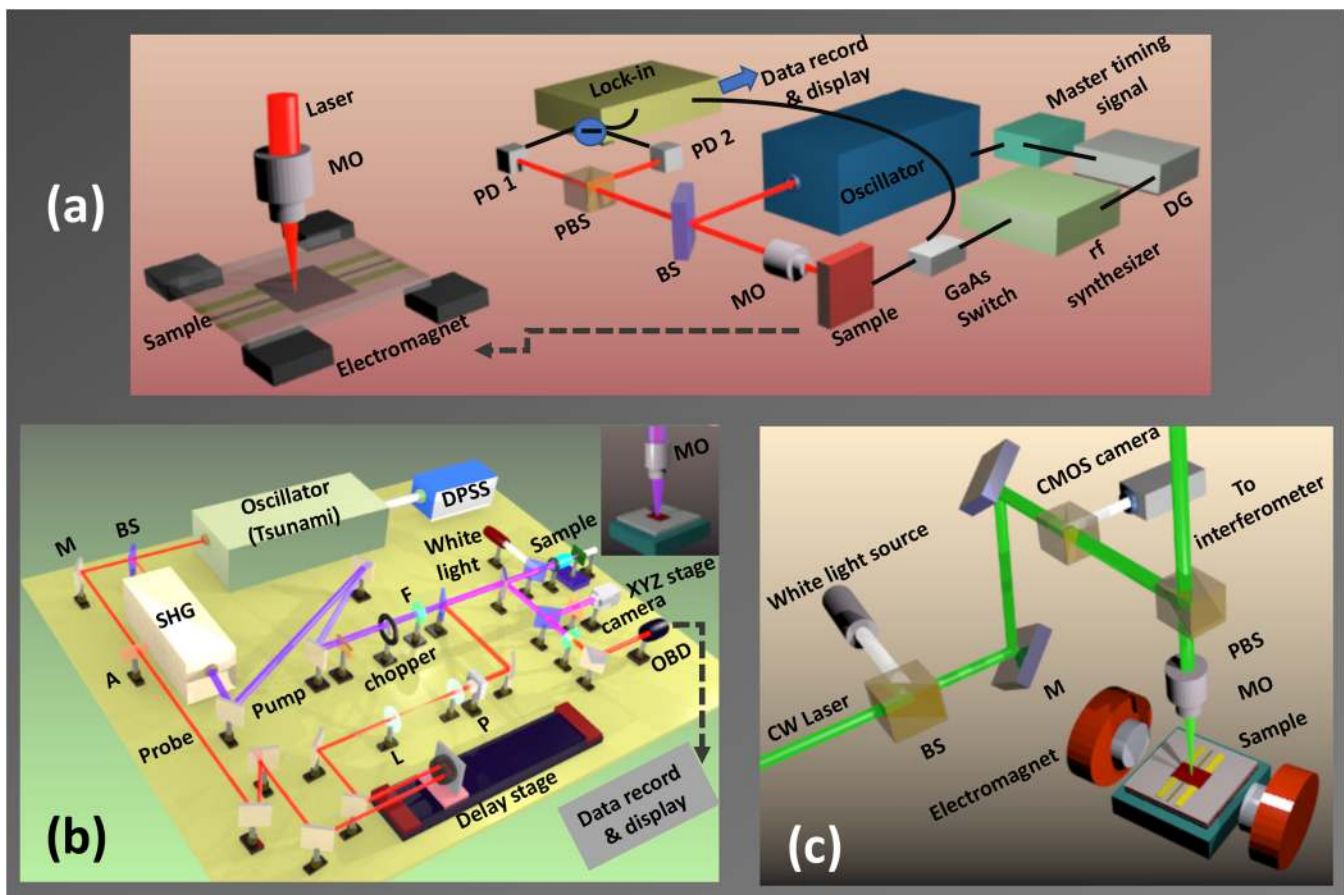 (a)
Laser
MO
Sample
Electromagnet
Lock-in
Data record
& display
PD 1
PD 2
PBS
BS
MO
Oscillator
Sample
GaAs
Switch
rf
synthesizer
DG
Master timing
signal
(b)
M
BS
Oscillator
(Tsunami)
DPSS
SHG
A
Probe
Pump
chopper
F
White
light
Sample
MO
XYZ stage
camera
OBD
L
P
Delay stage
Data record
& display
(c)
White light source
CW Laser
BS
M
CMOS camera
To
interferometer
PBS
MO
Sample
Electromagnet